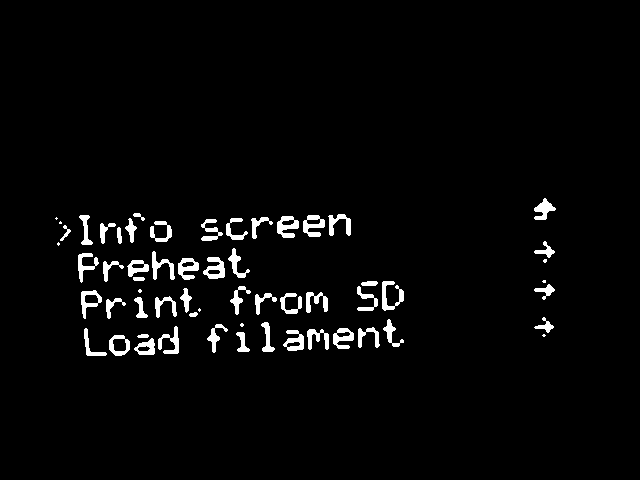 >Info screen
Preheat →
Print from SD →
Load filament →